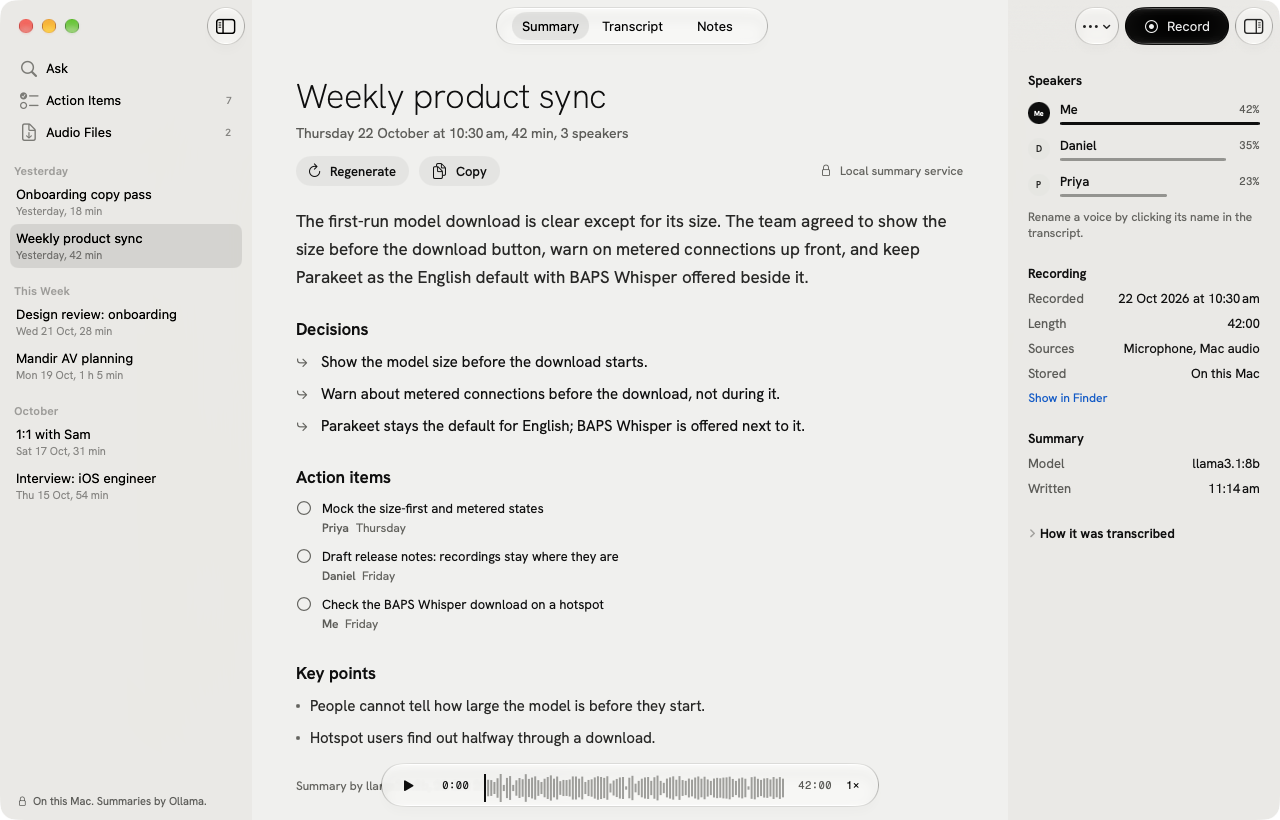 Summary Transcript Notes
Record
Ask
Action Items 7
Audio Files 2
Yesterday
Onboarding copy pass
Yesterday, 18 min
Weekly product sync
Yesterday, 42 min
This Week
Design review: onboarding
Wed 21 Oct, 28 min
Mandir AV planning
Mon 19 Oct, 1 h 5 min
October
1:1 with Sam
Sat 17 Oct, 31 min
Interview: iOS engineer
Thu 15 Oct, 54 min
On this Mac. Summaries by Ollama.
Weekly product sync
Thursday 22 October at 10:30 am, 42 min, 3 speakers
Regenerate Copy Local summary service
The first-run model download is clear except for its size. The team agreed to show the
size before the download button, warn on metered connections up front, and keep
Parakeet as the English default with BAPS Whisper offered beside it.
Decisions
Show the model size before the download starts.
Warn about metered connections before the download, not during it.
Parakeet stays the default for English; BAPS Whisper is offered next to it.
Action items
Mock the size-first and metered states
Priya Thursday
Draft release notes: recordings stay where they are
Daniel Friday
Check the BAPS Whisper download on a hotspot
Me Friday
Key points
People cannot tell how large the model is before they start.
Hotspot users find out halfway through a download.
Summary by
0:00 42:00 1×
Speakers
Me Me 42%
D Daniel 35%
P Priya 23%
Rename a voice by clicking its name in the
transcript.
Recording
Recorded 22 Oct 2026 at 10:30 am
Length 42:00
Sources Microphone, Mac audio
Stored On this Mac
Show in Finder
Summary
Model llama3.1:8b
Written 11:14 am
How it was transcribed